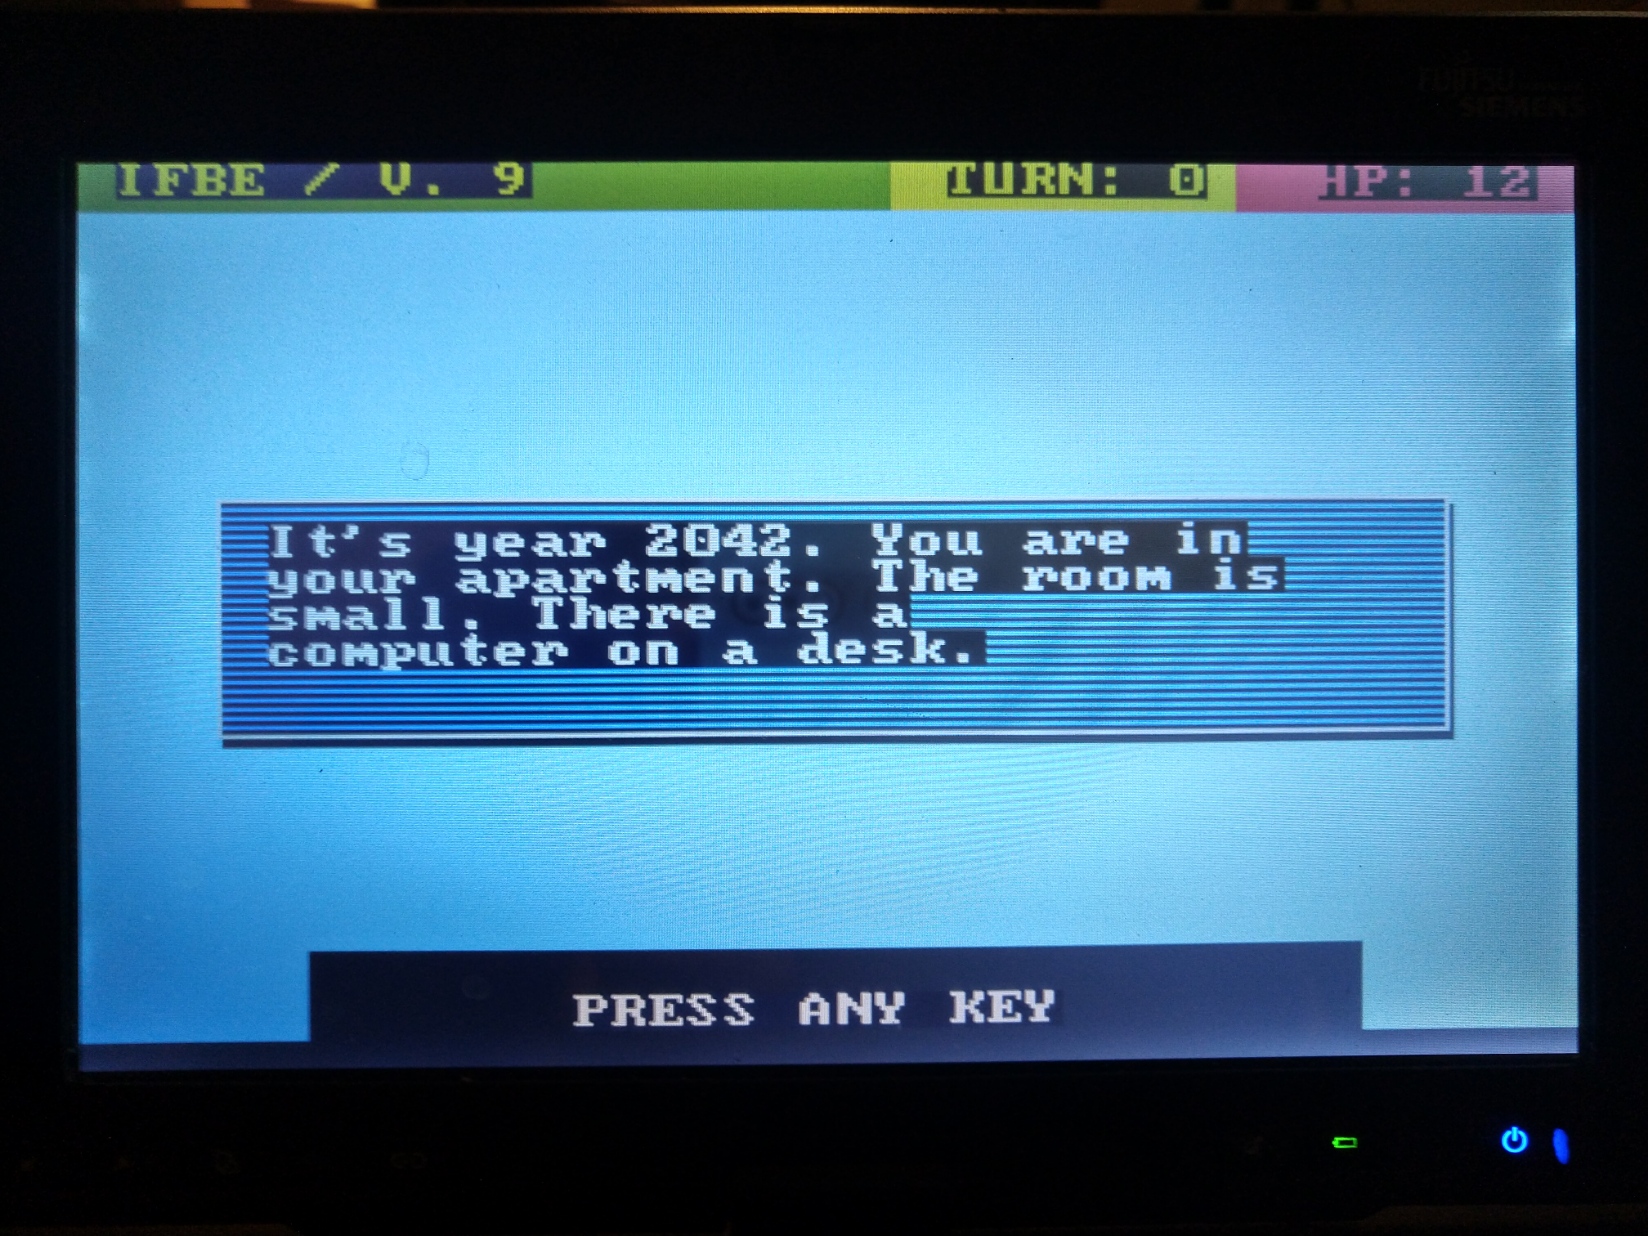 IFBE / V. 9 TURN: 0 HP: 12
It's year 2042. You are in
your apartment. The room is
small. There is a
computer on a desk.
PRESS ANY KEY
FUJITSU
SIEMENS